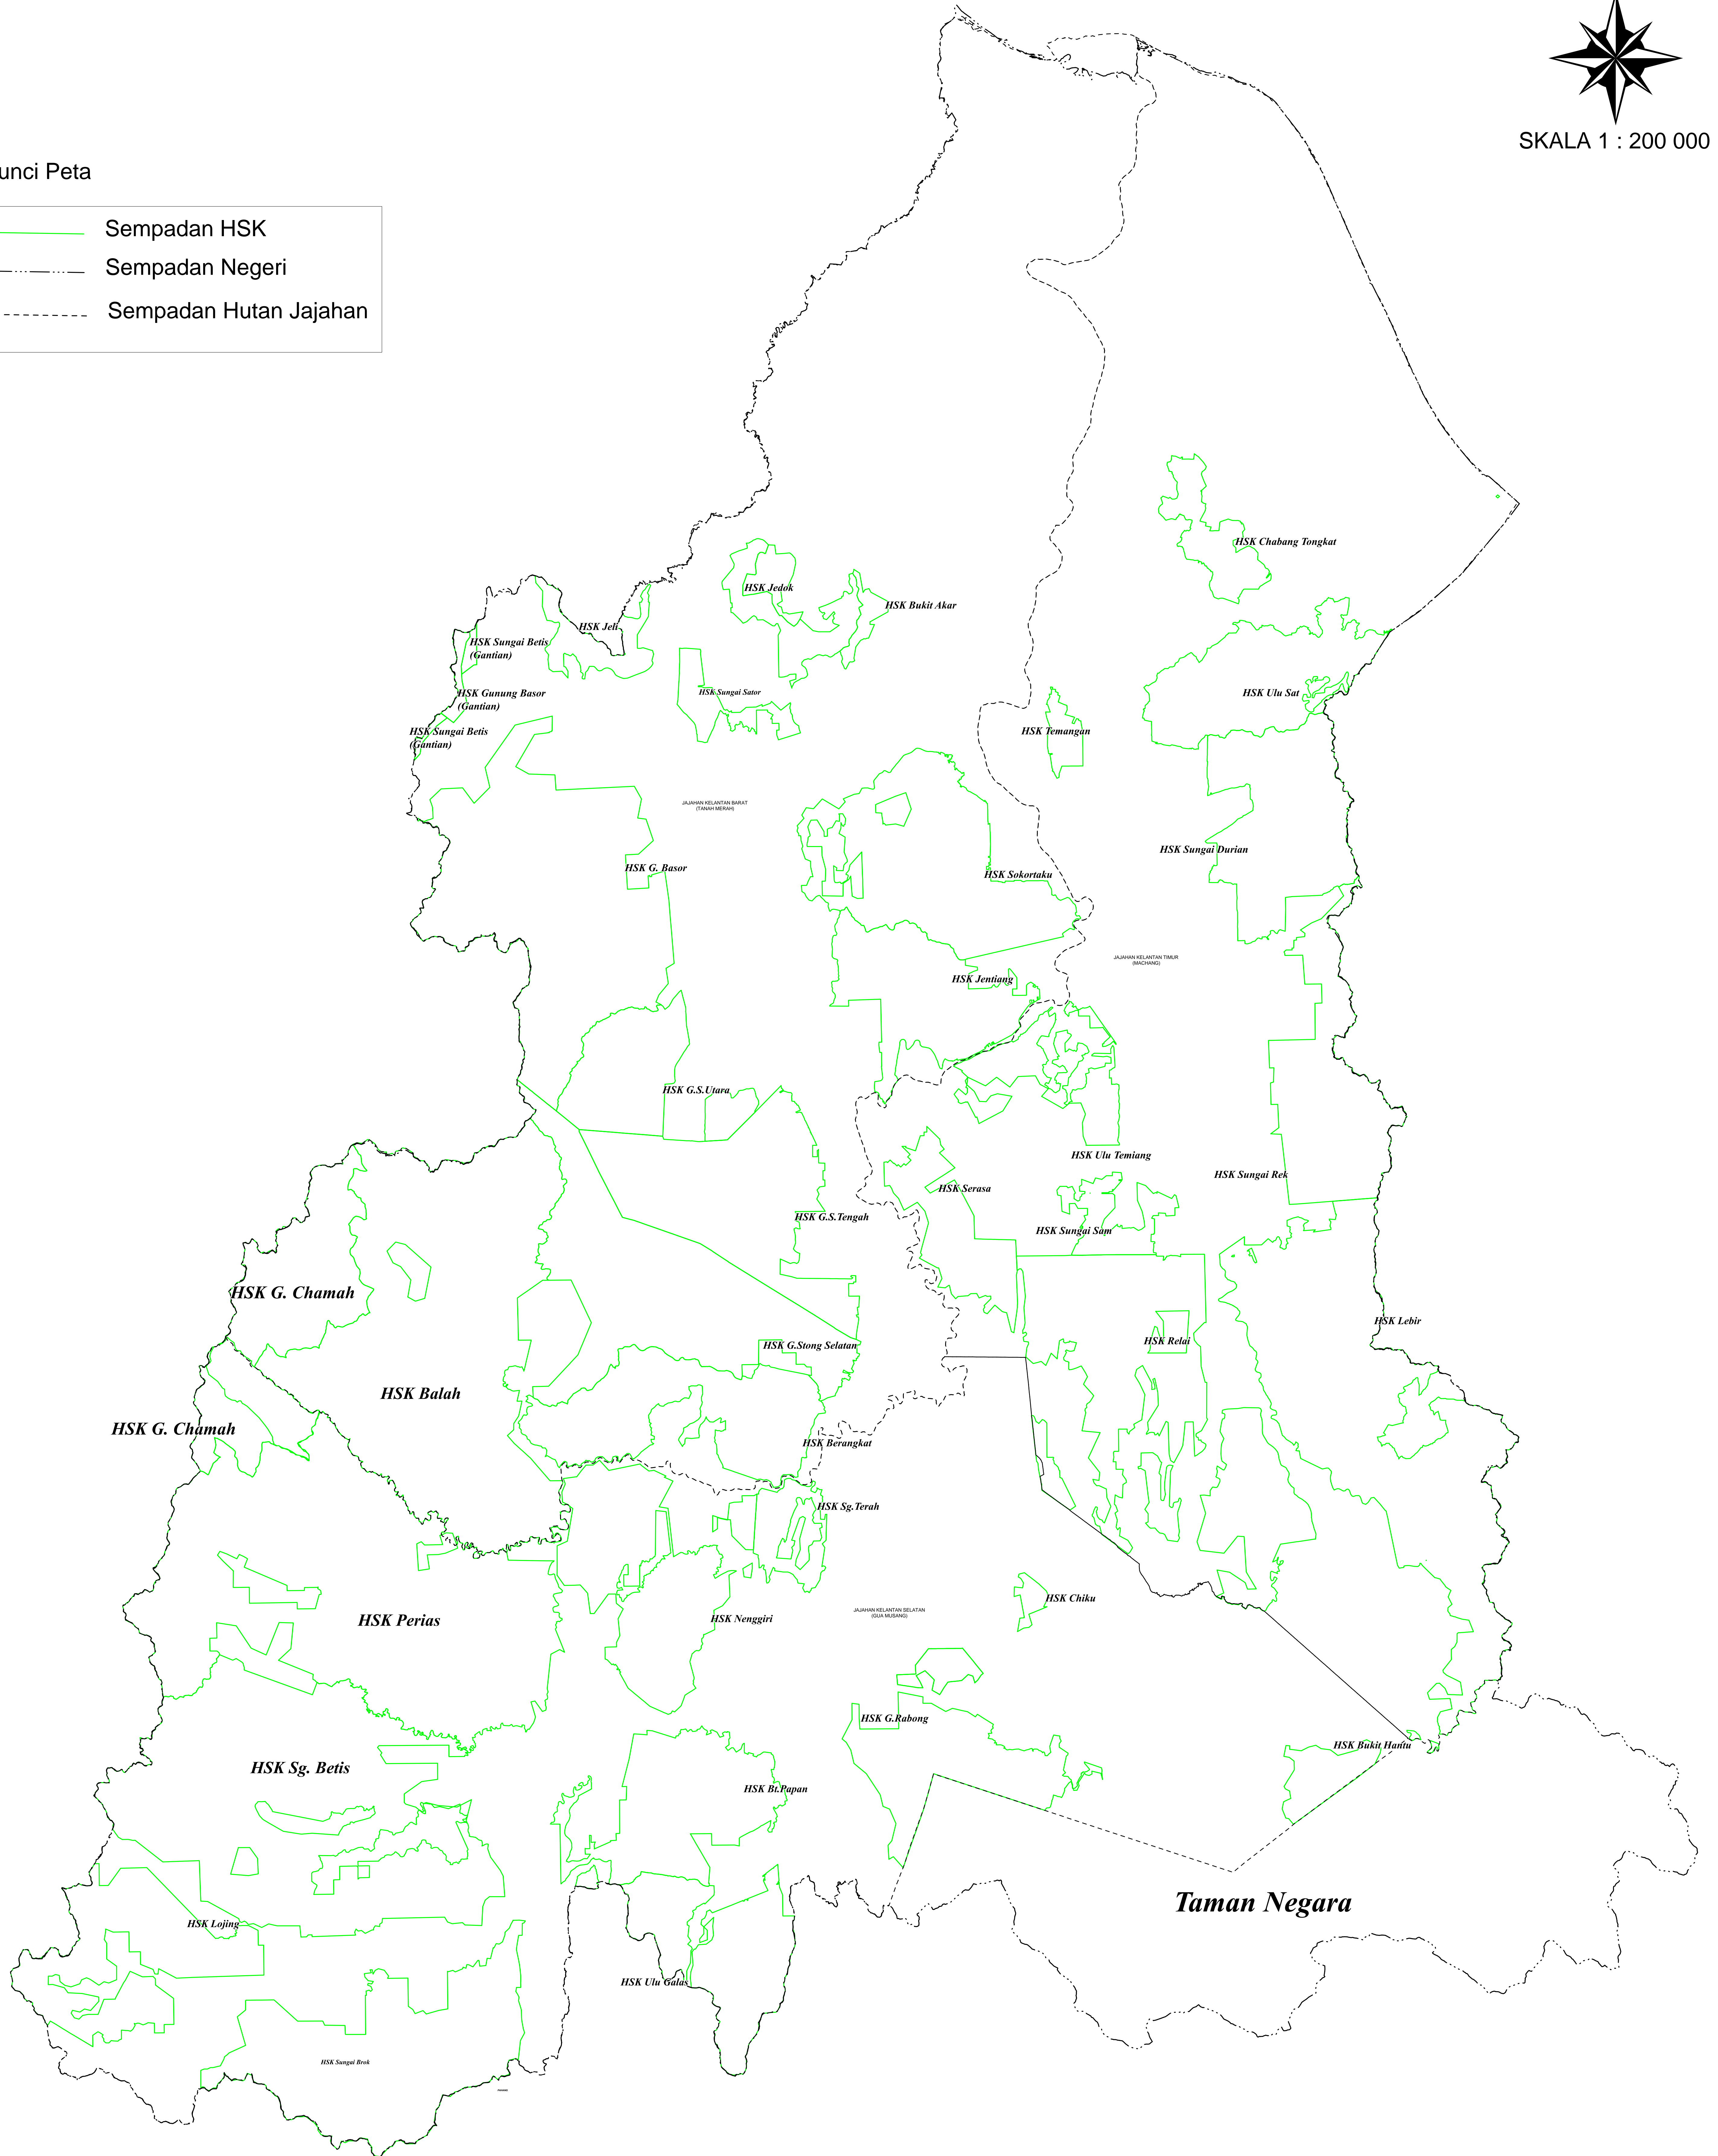 SKALA 1 : 200 000
unci Peta
Sempadan HSK
Sempadan Negeri
Sempadan Hutan Jajahan
HSK Chabang Tongkat
HSK Jedok
HSK Bukit Akar
HSK Jeli
HSK Sungai Betis
(Gantian)
HSK Gunung Basor
(Gantian)
HSK Sungai Sator
HSK Ulu Sat
HSK Sungai Betis
(Gantian)
HSK Temangan
JAJAHAN KELANTAN BARAT
(TANAH MERAH)
HSK Sungai Durian
HSK G. Basor
HSK Sokortaku
JAJAHAN KELANTAN TIMUR
(MACHANG)
HSK Jentiang
HSK G.S.Utara
HSK Ulu Temiang
HSK Sungai Rek
HSK Serasa
HSK G.S.Tengah
HSK Sungai Sam
HSK G. Chamah
HSK Lebir
HSK Relai
HSK G.Stong Selatan
HSK Balah
HSK G. Chamah
HSK Berangkat
HSK Sg.Terah
HSK Chiku
JAJAHAN KELANTAN SELATAN
(GUA MUSANG)
HSK Perias
HSK Nenggiri
HSK G.Rabong
HSK Bukit Hantu
HSK Sg. Betis
HSK Bt.Papan
Taman Negara
HSK Lojing
HSK Ulu Galas
HSK Sungai Brok